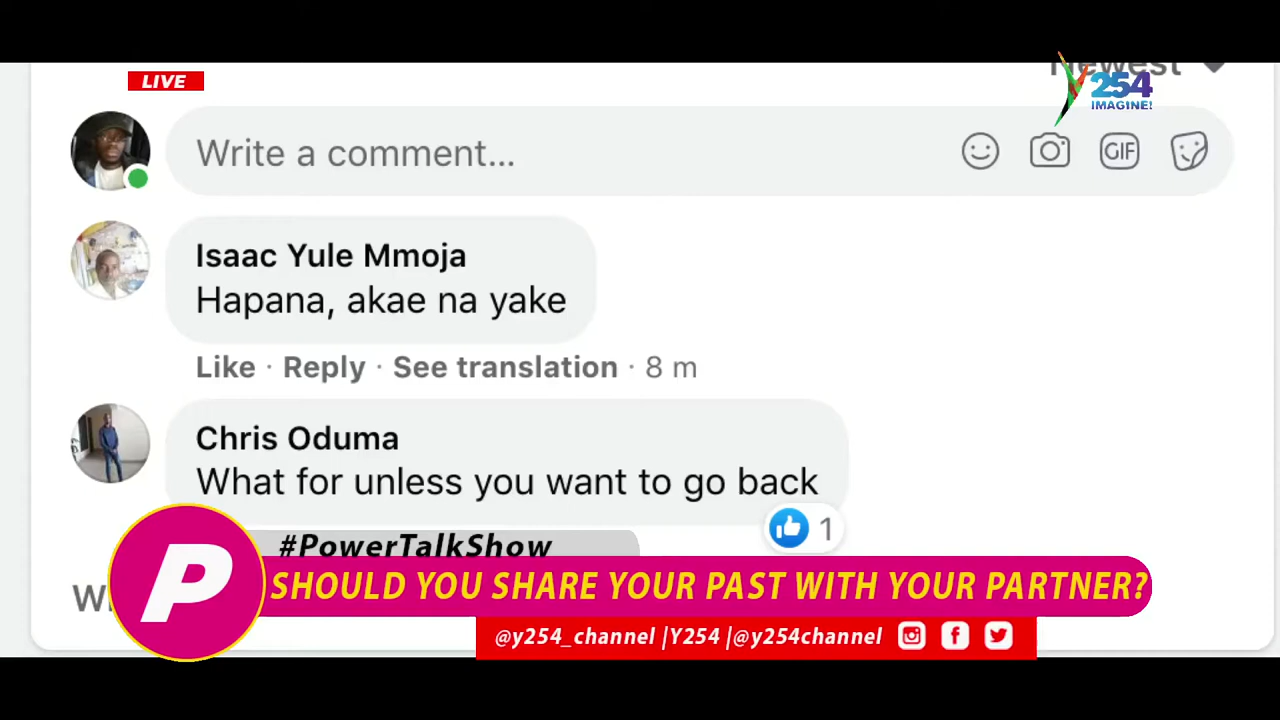 LIVE
Newest
Y254
IMAGINE!
Write a comment...
GIF
Isaac Yule Mmoja
Hapana, akae na yake
Like · Reply · See translation · 8 m
Chris Oduma
What for unless you want to go back
1
#PowerTalkShow
P SHOULD YOU SHARE YOUR PAST WITH YOUR PARTNER?
@y254_channel |Y254 |@y254channel